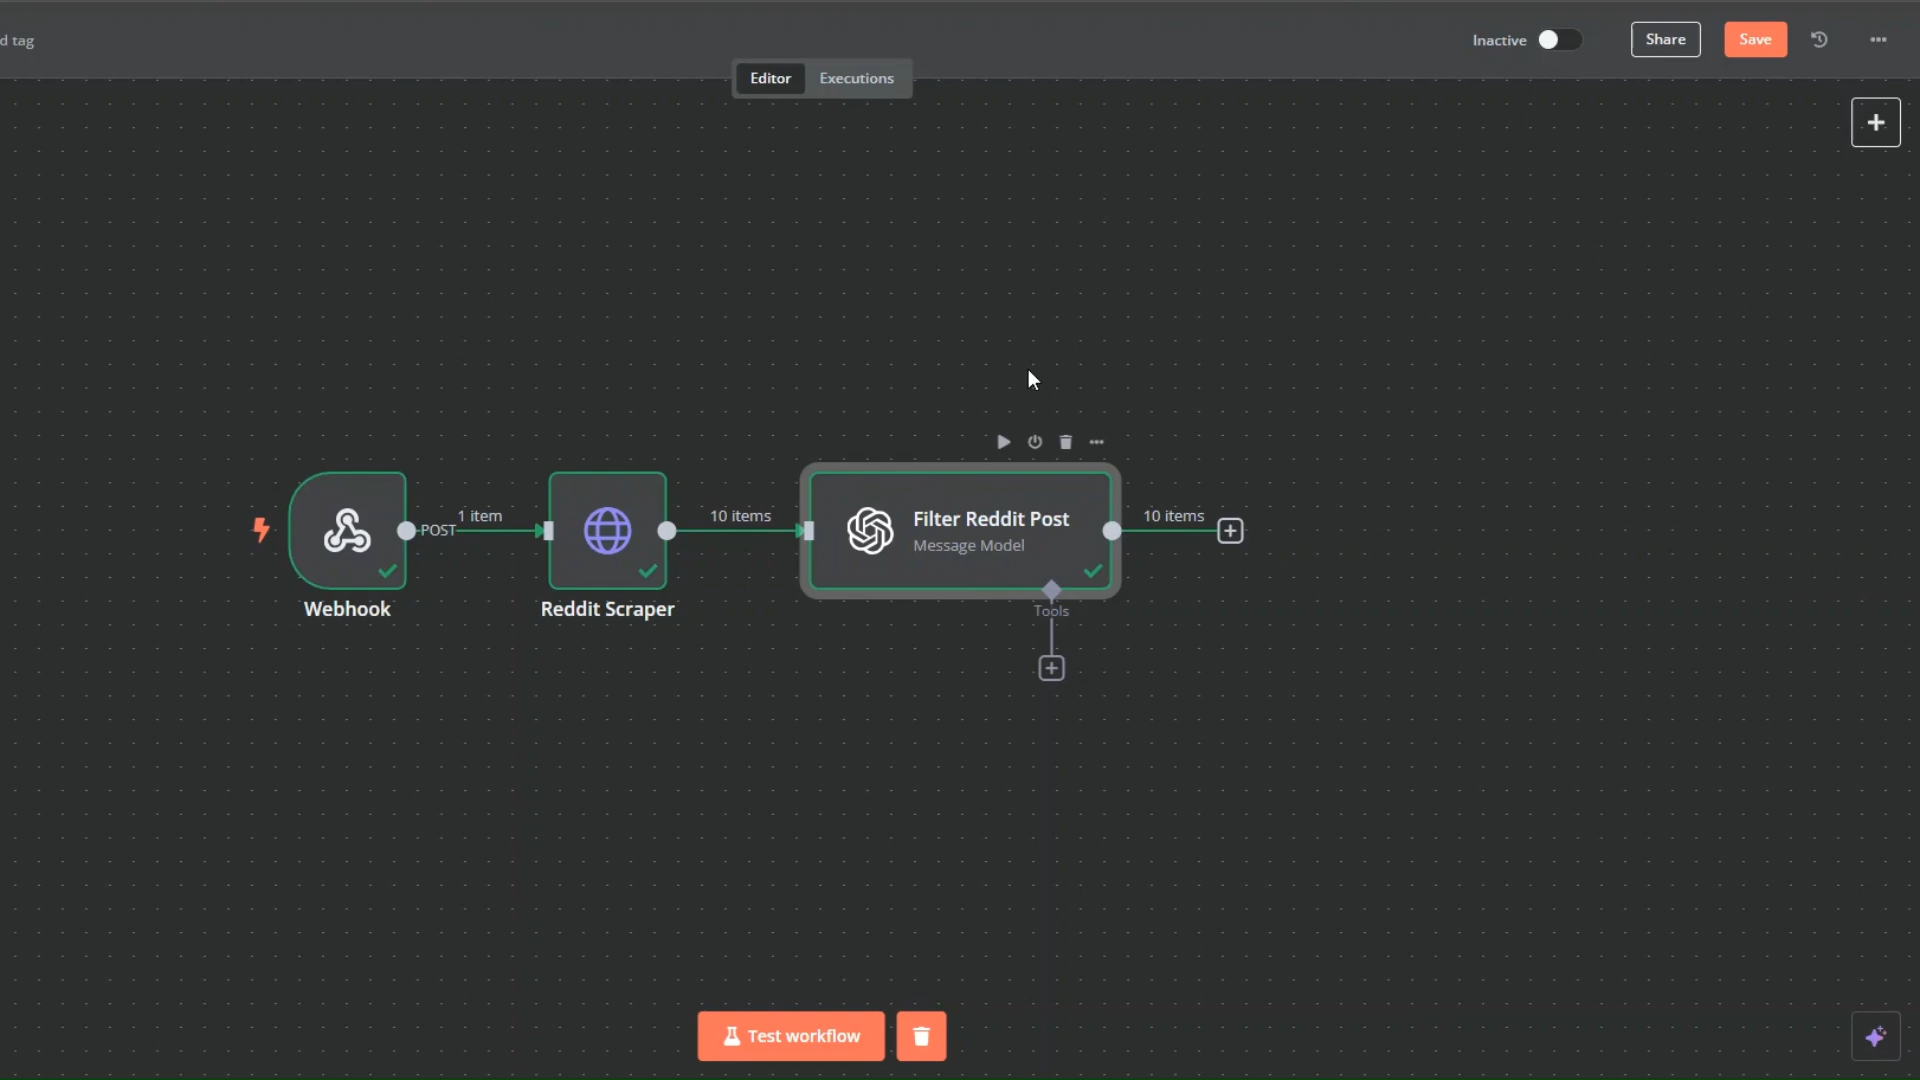 d tag
Inactive
Share
Save
Editor
Executions
POST
1 item
10 items
Filter Reddit Post
Message Model
10 items
Tools
Webhook
Reddit Scraper
Test workflow